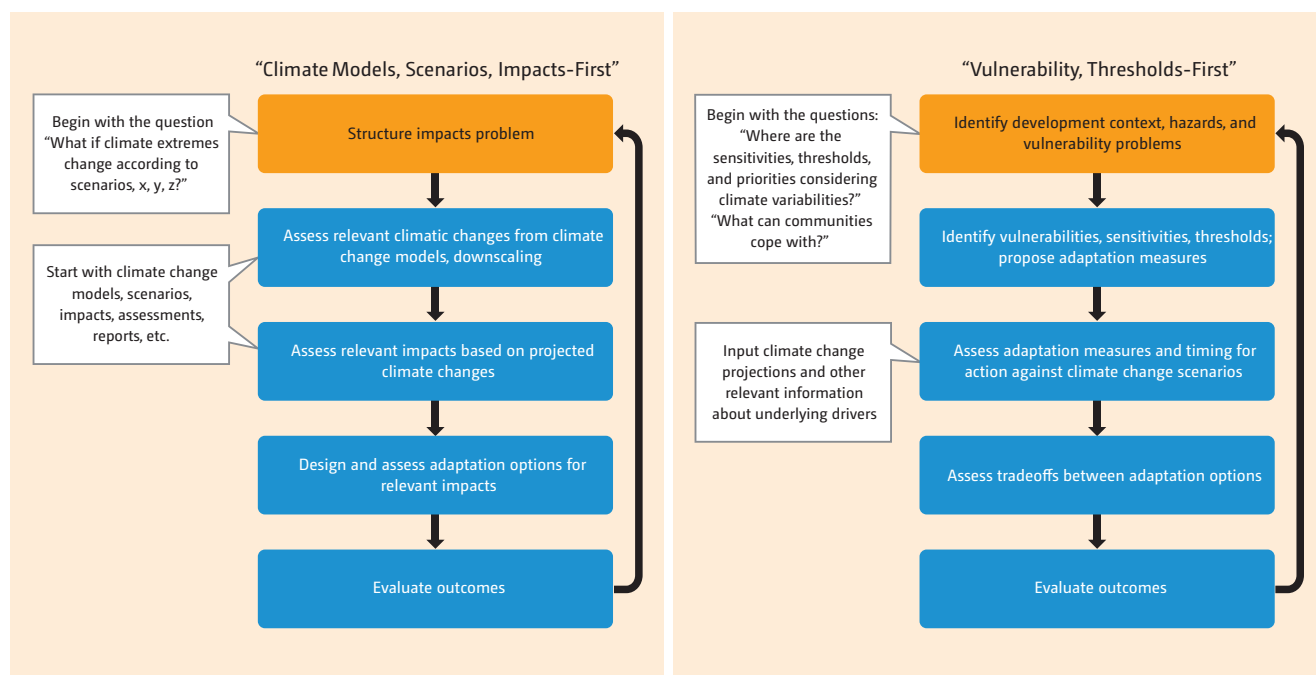 “Climate Models, Scenarios, Impacts-First”
Begin with the question
“What if climate extremes
change according to
scenarios, x, y, z?”
Structure impacts problem
Assess relevant climatic changes from climate
change models, downscaling
Start with climate change
models, scenarios,
impacts, assessments,
reports, etc.
Assess relevant impacts based on projected
climate changes
Design and assess adaptation options for
relevant impacts
Evaluate outcomes
“Vulnerability, Thresholds-First”
Begin with the questions:
“Where are the
sensitivities, thresholds,
and priorities considering
climate variabilities?”
“What can communities
cope with?”
Identify development context, hazards, and
vulnerability problems
Identify vulnerabilities, sensitivities, thresholds;
propose adaptation measures
Input climate change
projections and other
relevant information
about underlying drivers
Assess adaptation measures and timing for
action against climate change scenarios
Assess tradeoffs between adaptation options
Evaluate outcomes